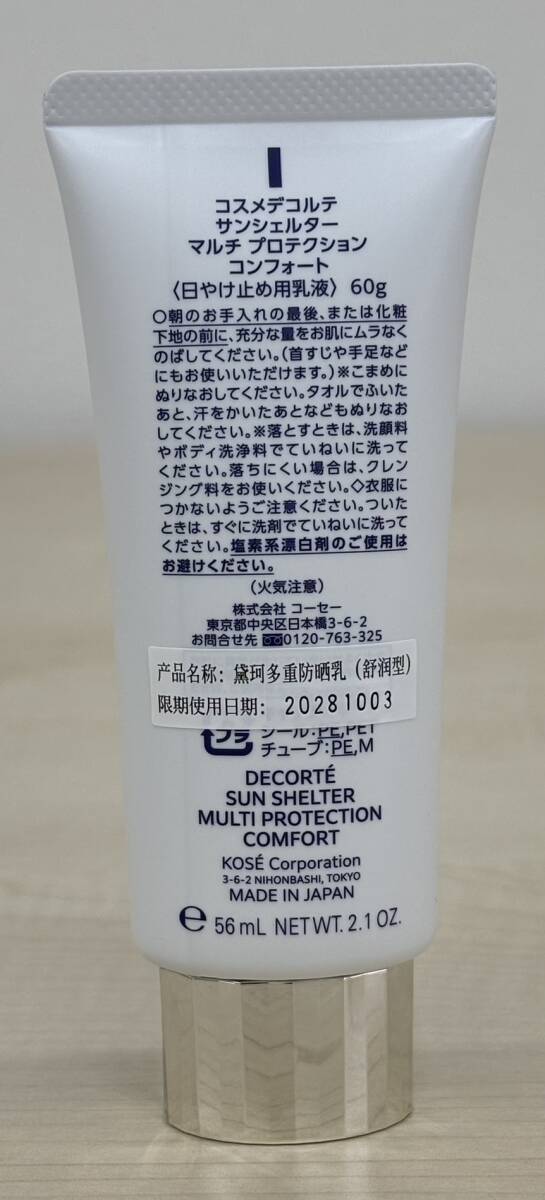 コスメデコルテ
サンシェルター
マルチ プロテクション
コンフォート
〈日やけ止め用乳液〉 60g
○朝のお手入れの最後、または化粧
下地の前に、充分な量をお肌にムラなく
のばしてください。(首すじや手足など
にもお使いいただけます。)※こまめに
ぬりなおしてください。タオルでふいた
あと、汗をかいたあとなどもぬりなお
してください。※落とすときは、洗顔料
やボディ洗浄料でていねいに洗って
ください。落ちにくい場合は、クレン
ジング料をお使いください。◇衣服に
つかないようご注意ください。ついた
ときは、すぐに洗剤でていねいに洗って
ください。塩素系漂白剤のご使用は
お避けください。
(火気注意)
株式会社 コーセー
東京都中央区日本橋3-6-2
お問合せ先 0120-763-325
产品名称: 黛珂多重防晒乳(舒润型)
限期使用日期: 20281003
プラ
シール:PE,PET
チューブ:PE,M
DECORTÉ
SUN SHELTER
MULTI PROTECTION
COMFORT
KOSÉ Corporation
3-6-2 NIHONBASHI, TOKYO
MADE IN JAPAN
℮ 56 mL NET WT. 2.1 OZ.